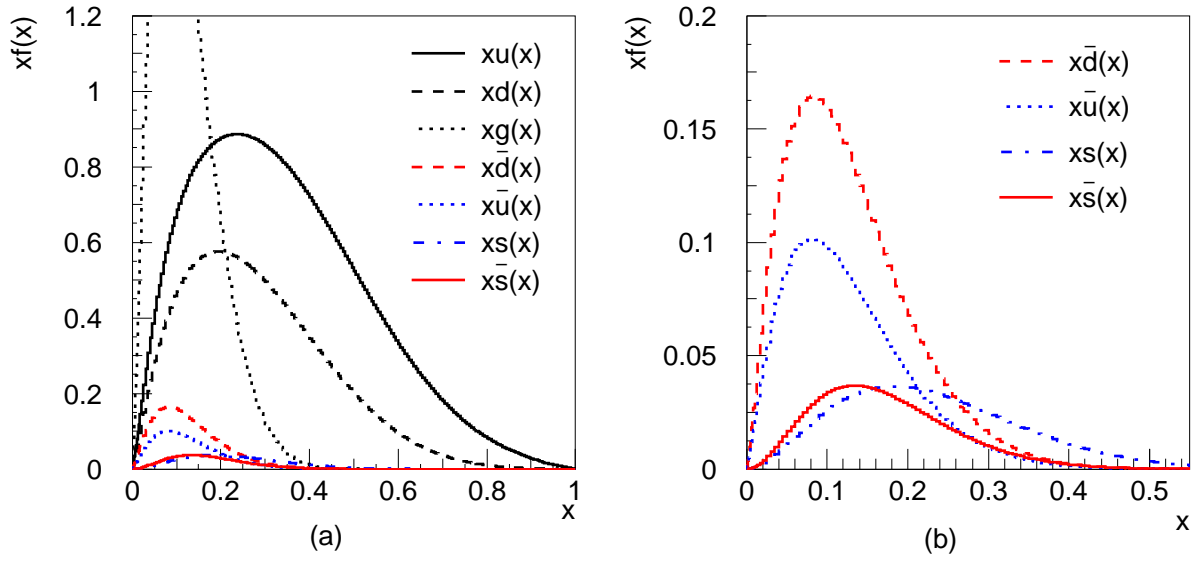 xf(x)
1.2
1
0.8
0.6
0.4
0.2
0
xu(x)
xd(x)
xg(x)
xd̄(x)
xū(x)
xs(x)
xs̄(x)
0 0.2 0.4 0.6 0.8 1
x
(a)
xf(x)
0.2
0.15
0.1
0.05
0
xd̄(x)
xū(x)
xs(x)
xs̄(x)
0 0.1 0.2 0.3 0.4 0.5
x
(b)